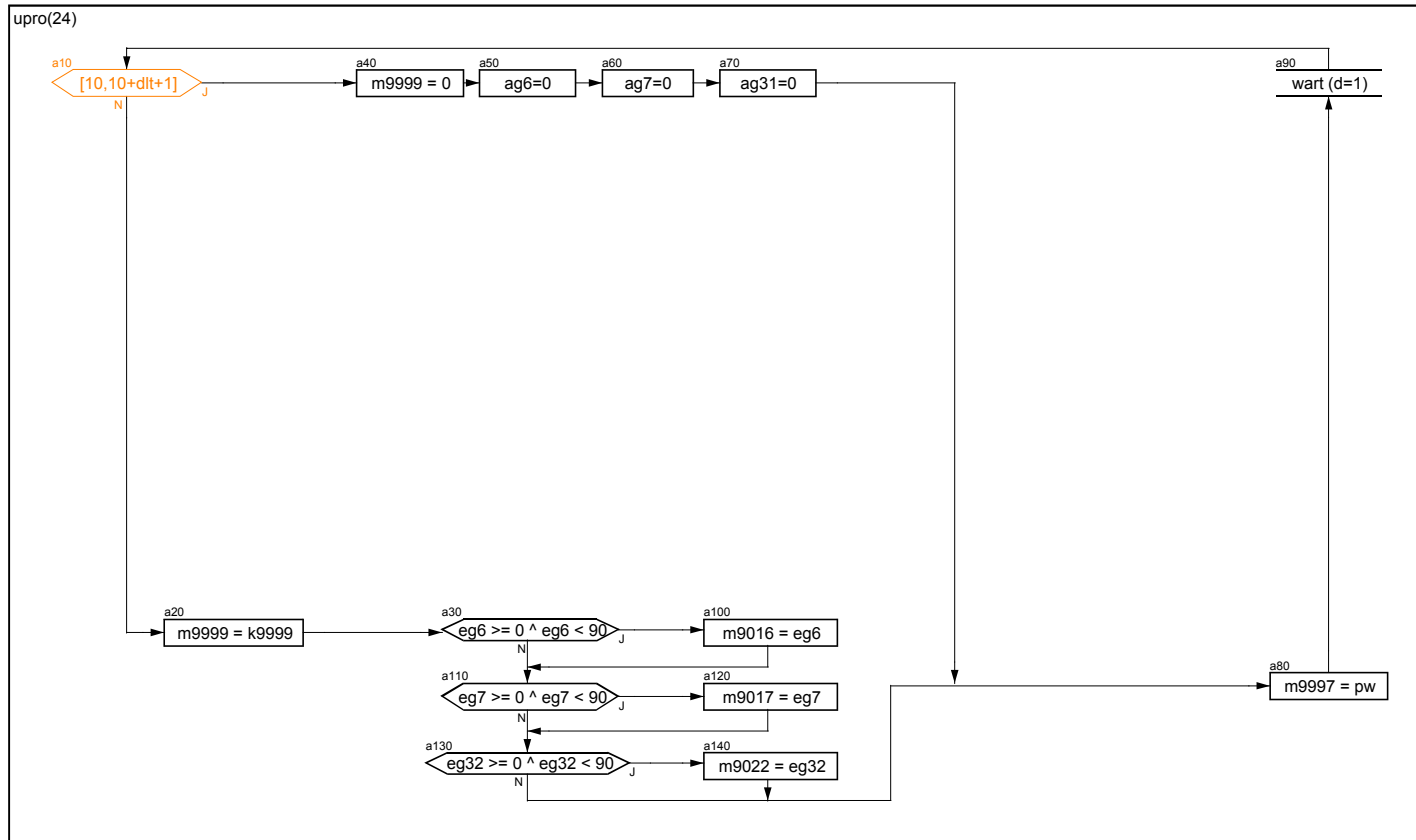 upro(24)
a10
[10,10+dlt+1]
J
N
a40
m9999 = 0
a50
ag6=0
a60
ag7=0
a70
ag31=0
a90
wart (d=1)
a20
m9999 = k9999
a30
eg6 >= 0 ^ eg6 < 90
J
N
a100
m9016 = eg6
a110
eg7 >= 0 ^ eg7 < 90
J
N
a120
m9017 = eg7
a80
m9997 = pw
a130
eg32 >= 0 ^ eg32 < 90
J
N
a140
m9022 = eg32